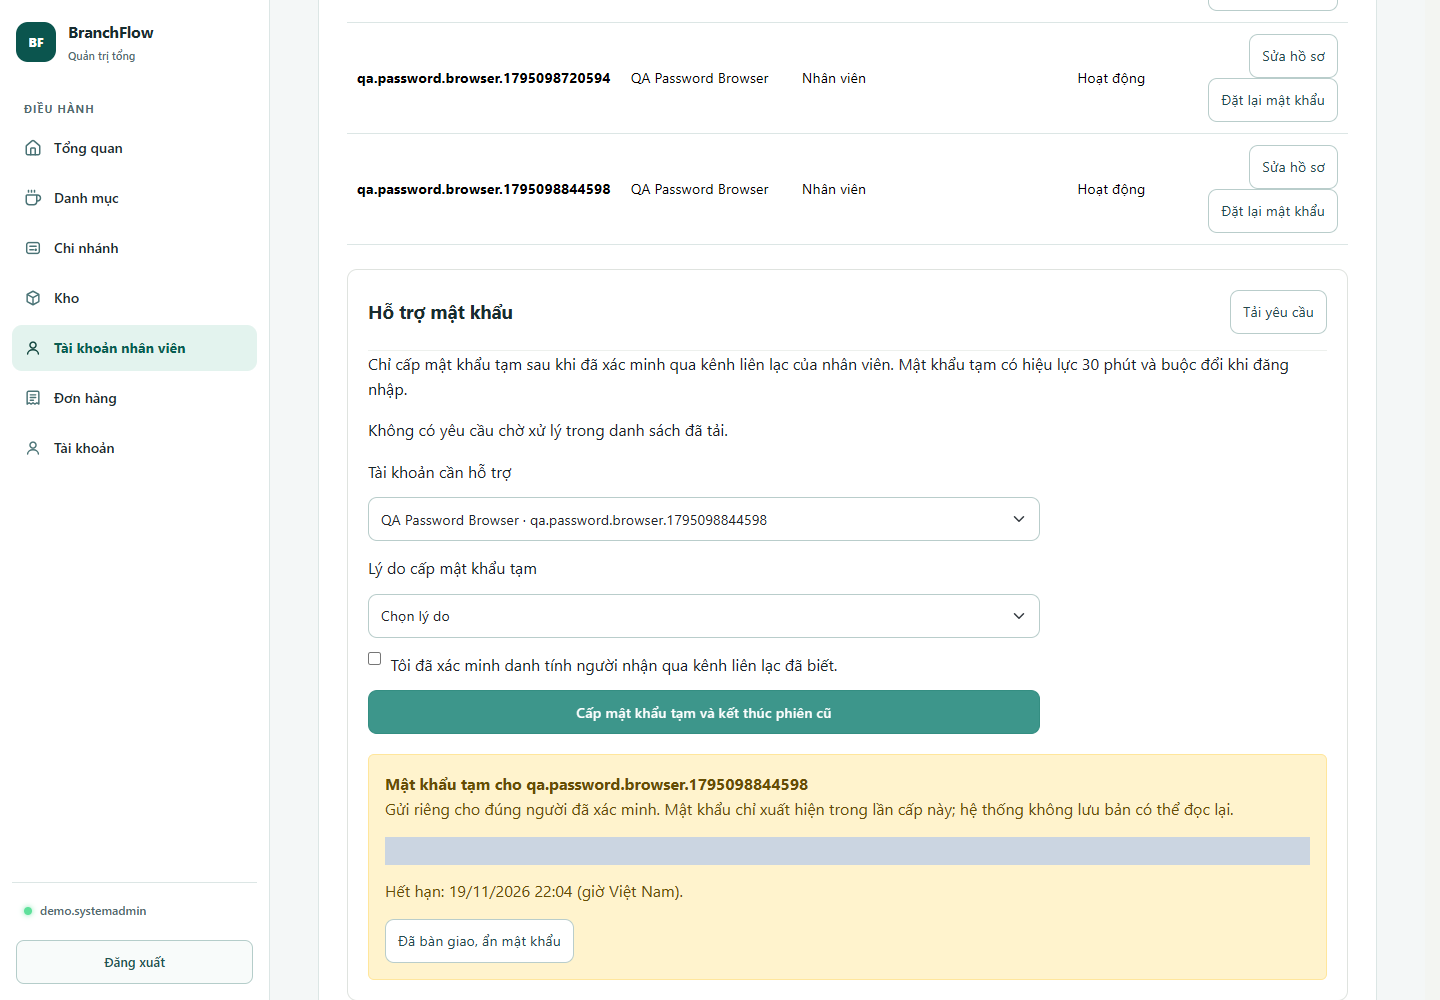 BF
BranchFlow
Quản trị tổng
ĐIỀU HÀNH
Tổng quan
Danh mục
Chi nhánh
Kho
Tài khoản nhân viên
Đơn hàng
Tài khoản
demo.systemadmin
Đăng xuất
qa.password.browser.1795098720594 QA Password Browser Nhân viên Hoạt động Sửa hồ sơ
Đặt lại mật khẩu
qa.password.browser.1795098844598 QA Password Browser Nhân viên Hoạt động Sửa hồ sơ
Đặt lại mật khẩu
Hỗ trợ mật khẩu
Tải yêu cầu
Chỉ cấp mật khẩu tạm sau khi đã xác minh qua kênh liên lạc của nhân viên. Mật khẩu tạm có hiệu lực 30 phút và buộc đổi khi đăng
nhập.
Không có yêu cầu chờ xử lý trong danh sách đã tải.
Tài khoản cần hỗ trợ
QA Password Browser · qa.password.browser.1795098844598
Lý do cấp mật khẩu tạm
Chọn lý do
Tôi đã xác minh danh tính người nhận qua kênh liên lạc đã biết.
Cấp mật khẩu tạm và kết thúc phiên cũ
Mật khẩu tạm cho qa.password.browser.1795098844598
Gửi riêng cho đúng người đã xác minh. Mật khẩu chỉ xuất hiện trong lần cấp này; hệ thống không lưu bản có thể đọc lại.
Hết hạn: 19/11/2026 22:04 (giờ Việt Nam).
Đã bàn giao, ẩn mật khẩu